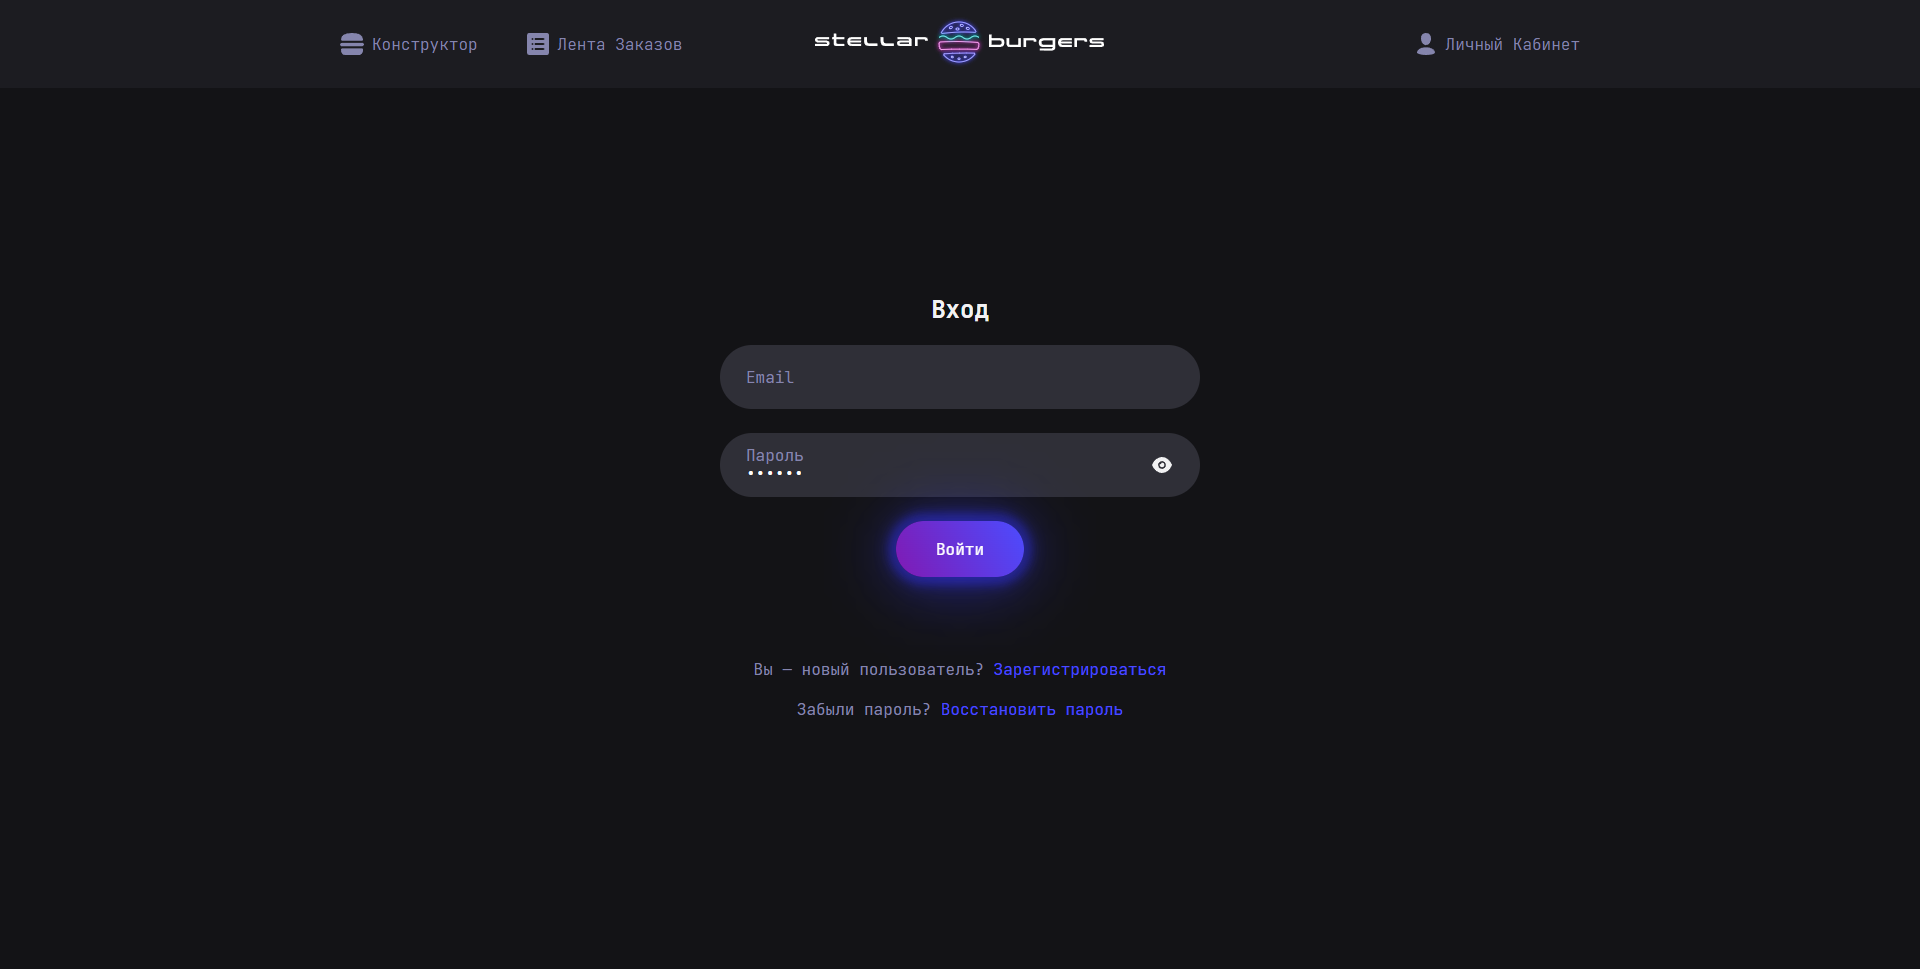 Конструктор
Лента Заказов
stellar burgers
Личный Кабинет
Вход
Email
Пароль
••••••
Войти
Вы — новый пользователь? Зарегистрироваться
Забыли пароль? Восстановить пароль